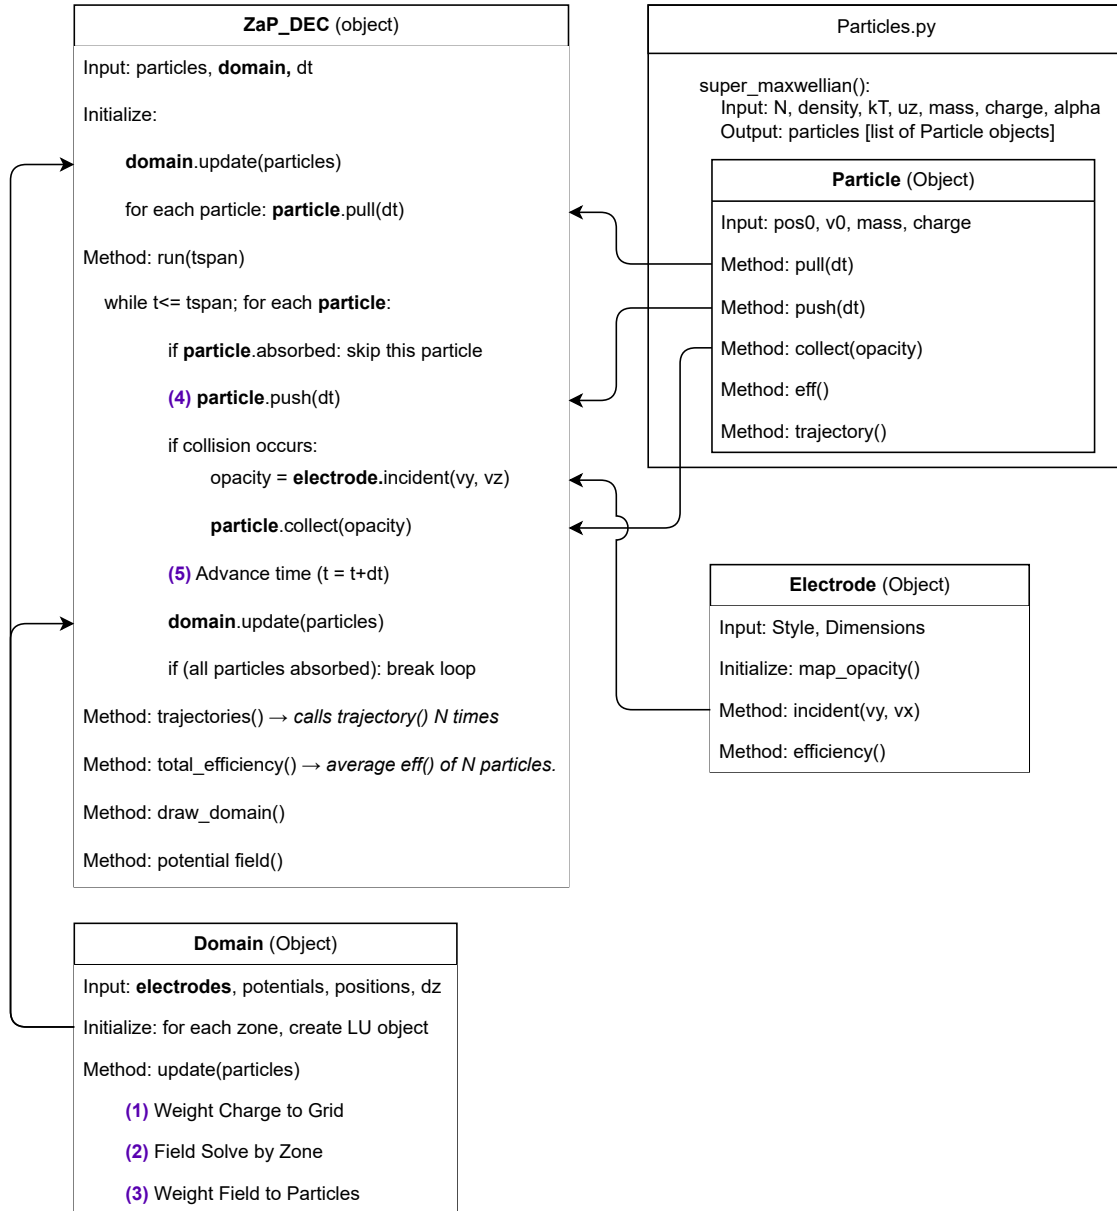 ZaP_DEC (object)
Input: particles, domain, dt
Initialize:
domain.update(particles)
for each particle: particle.pull(dt)
Method: run(tspan)
while t<= tspan; for each particle:
if particle.absorbed: skip this particle
(4) particle.push(dt)
if collision occurs:
opacity = electrode.incident(vy, vz)
particle.collect(opacity)
(5) Advance time (t = t+dt)
domain.update(particles)
if (all particles absorbed): break loop
Method: trajectories() → calls trajectory() N times
Method: total_efficiency() → average eff() of N particles.
Method: draw_domain()
Method: potential field()
Particles.py
super_maxwellian():
Input: N, density, kT, uz, mass, charge, alpha
Output: particles [list of Particle objects]
Particle (Object)
Input: pos0, v0, mass, charge
Method: pull(dt)
Method: push(dt)
Method: collect(opacity)
Method: eff()
Method: trajectory()
Electrode (Object)
Input: Style, Dimensions
Initialize: map_opacity()
Method: incident(vy, vx)
Method: efficiency()
Domain (Object)
Input: electrodes, potentials, positions, dz
Initialize: for each zone, create LU object
Method: update(particles)
(1) Weight Charge to Grid
(2) Field Solve by Zone
(3) Weight Field to Particles